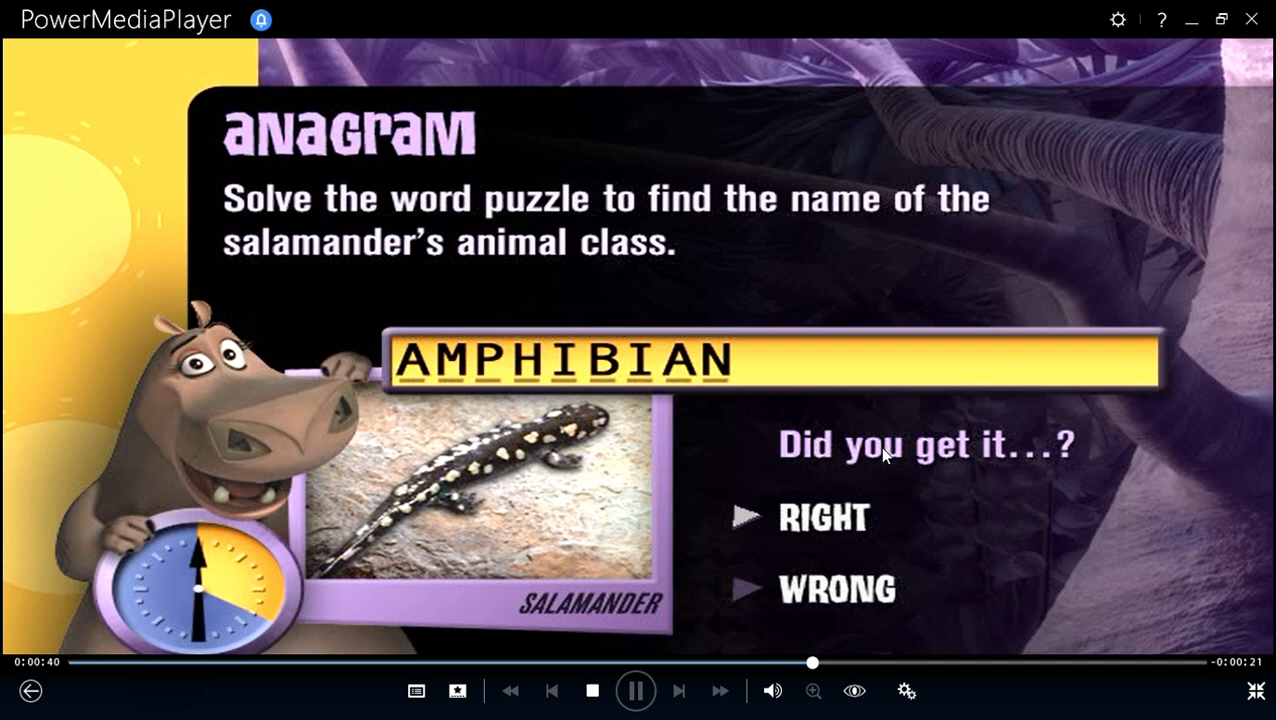 PowerMediaPlayer
?
anagram
Solve the word puzzle to find the name of the
salamander's animal class.
AMPHIBIAN
Did you get it...?
RIGHT
WRONG
SALAMANDER
0:00:40
-0:00:21